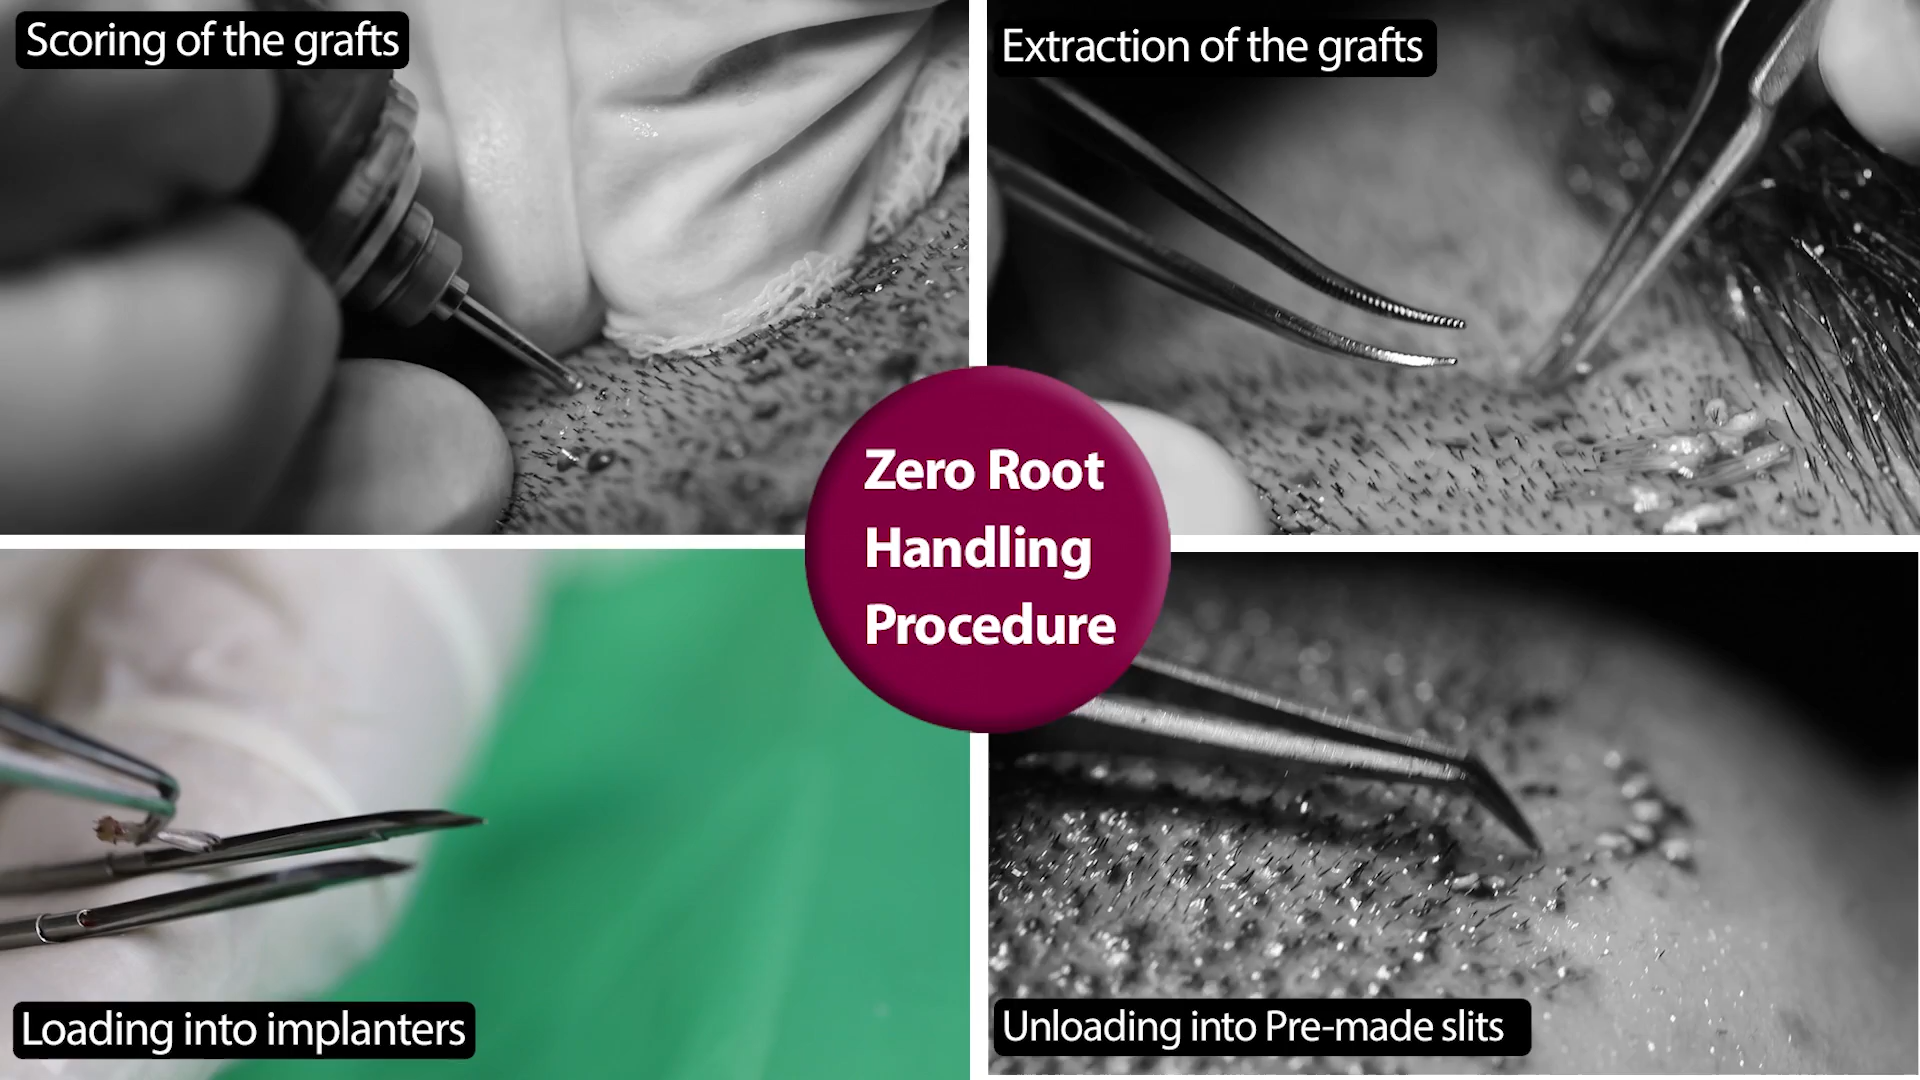 Scoring of the grafts
Extraction of the grafts
Zero Root
Handling
Procedure
Loading into implanters
Unloading into Pre-made slits